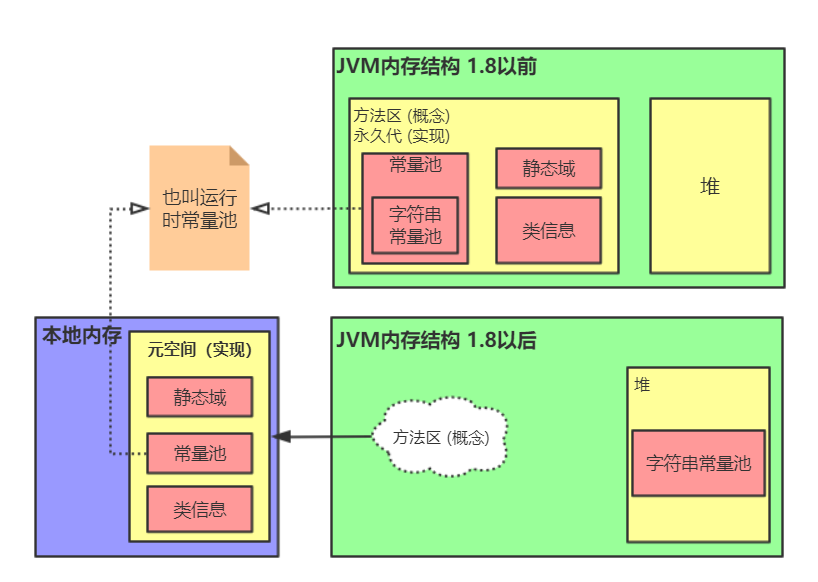 JVM内存结构 1.8以前
方法区 (概念)
永久代 (实现)
常量池
字符串
常量池
静态域
类信息
堆
也叫运行
时常量池
本地内存
元空间（实现）
静态域
常量池
类信息
JVM内存结构 1.8以后
方法区 (概念)
堆
字符串常量池